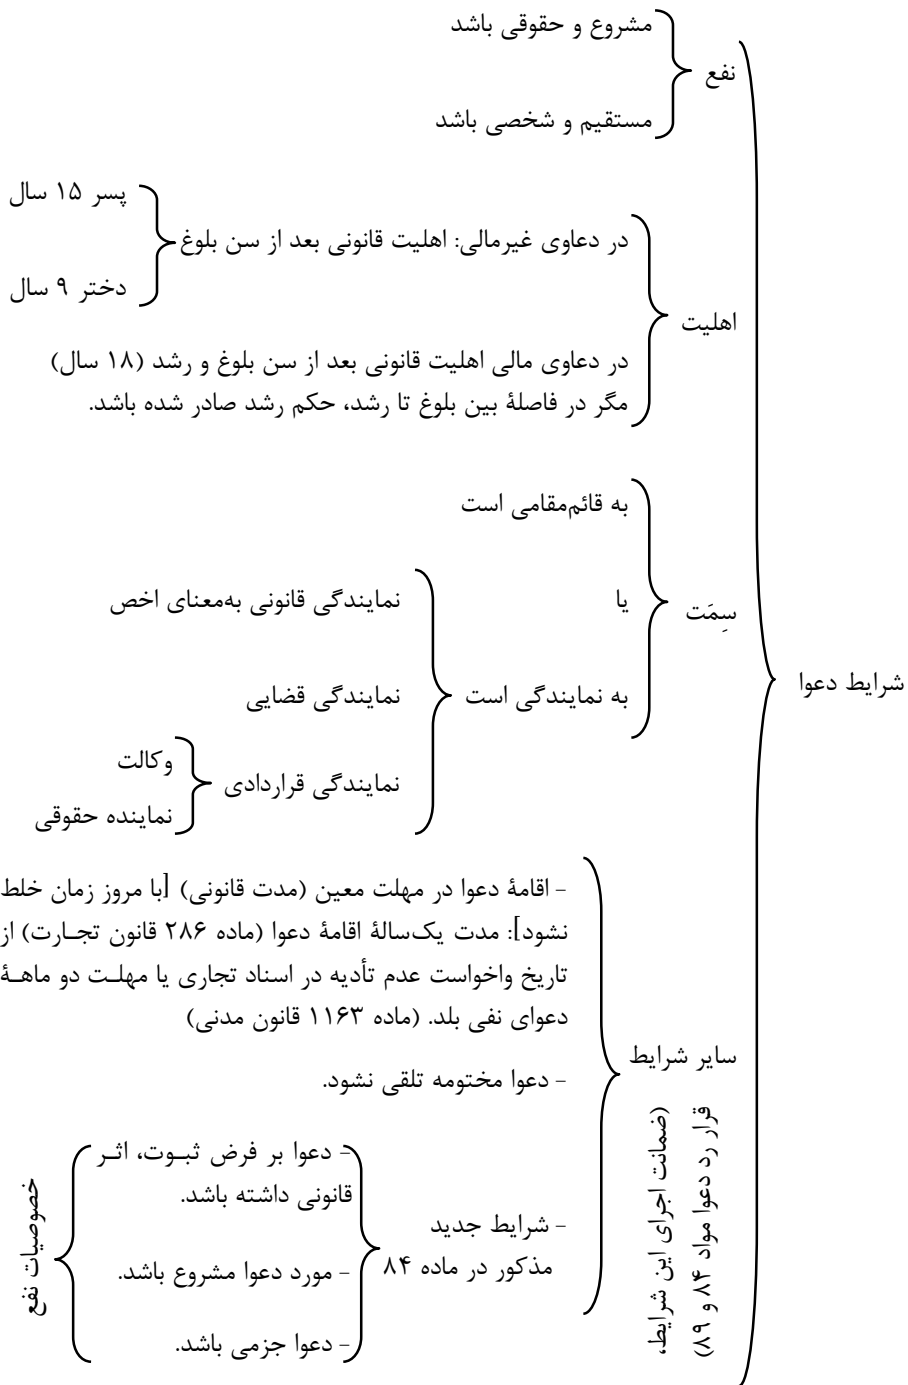 شرایط دعوا
نفع
مشروع و حقوقی باشد
مستقیم و شخصی باشد
اهلیت
در دعاوی غیرمالی: اهلیت قانونی بعد از سن بلوغ
پسر ۱۵ سال
دختر ۹ سال
در دعاوی مالی اهلیت قانونی بعد از سن بلوغ و رشد (۱۸ سال)
مگر در فاصلهٔ بین بلوغ تا رشد، حکم رشد صادر شده باشد.
سِمَت
به قائم‌مقامی است
یا
به نمایندگی است
نمایندگی قانونی به‌معنای اخص
نمایندگی قضایی
نمایندگی قراردادی
وکالت
نماینده حقوقی
سایر شرایط
(ضمانت اجرای این شرایط،
قرار رد دعوا مواد ۸۴ و ۸۹)
- اقامهٔ دعوا در مهلت معین (مدت قانونی) [با مروز زمان خلط
نشود]: مدت یک‌سالهٔ اقامهٔ دعوا (ماده ۲۸۶ قانون تجـارت) از
تاریخ واخواست عدم تأدیه در اسناد تجاری یا مهلـت دو ماهـهٔ
دعوای نفی بلد. (ماده ۱۱۶۳ قانون مدنی)
- دعوا مختومه تلقی نشود.
- شرایط جدید
مذکور در ماده ۸۴
- دعوا بر فرض ثبـوت، اثـر
قانونی داشته باشد.
- مورد دعوا مشروع باشد.
- دعوا جزمی باشد.
خصوصیات نفع